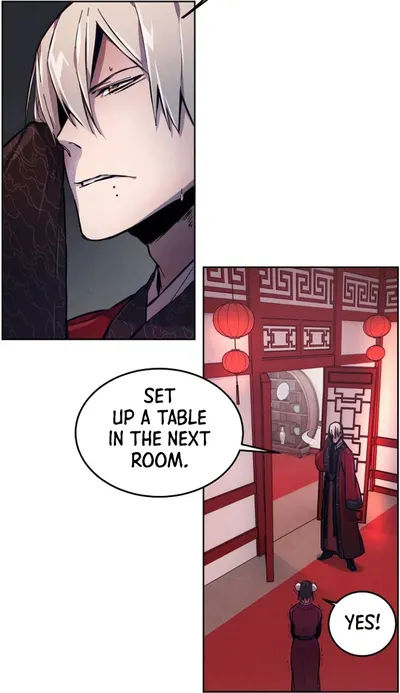 SET
UP A TABLE
IN THE NEXT
ROOM.
YES!